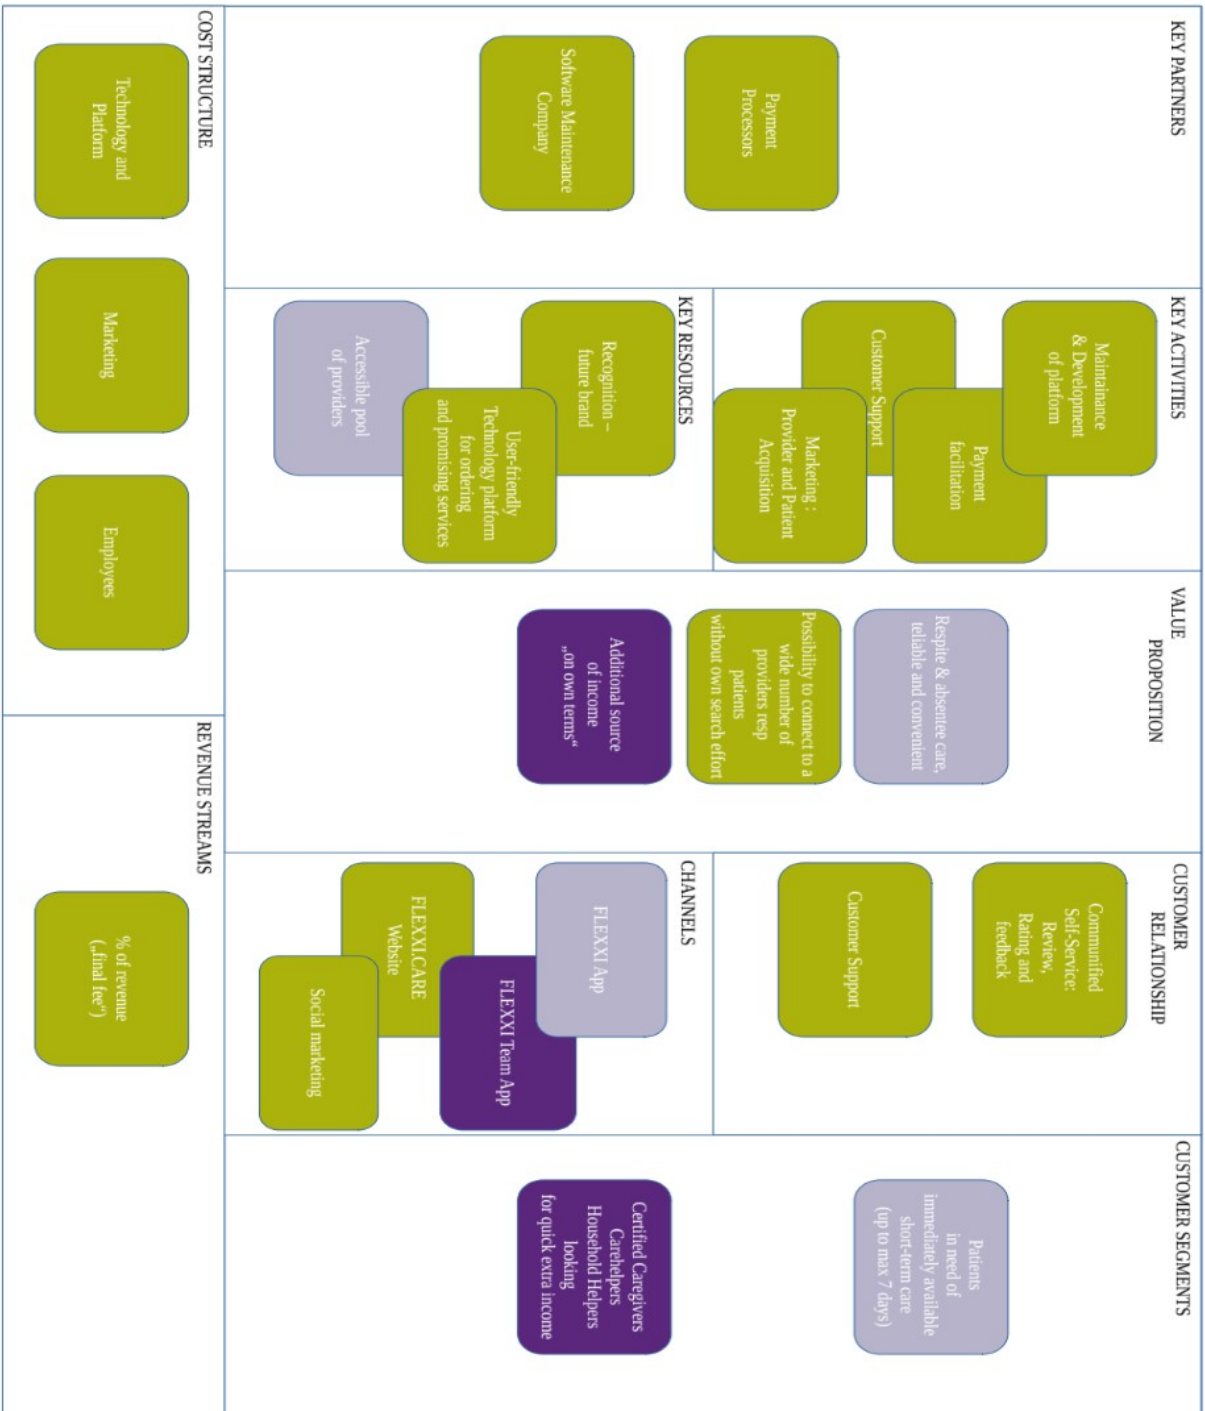 KEY PARTNERS
Payment
Processors
Software Maintenance
Company
KEY ACTIVITIES
Maintainance
& Development
of platform
Payment
facilitation
Customer Support
Marketing :
Provider and Patient
Acquisition
KEY RESOURCES
Recognition –
future brand
User-friendly
Technology platform
for ordering
and promising services
Accessible pool
of providers
VALUE
PROPOSITION
Respite & absentee care,
teliable and convenient
Possibility to connect to a
wide number of
providers resp
patients
without own search effort
Additional source
of income
„on own terms“
CUSTOMER
RELATIONSHIP
Communified
Self-Service:
Review,
Rating and
feedback
Customer Support
CHANNELS
FLEXXI App
FLEXXI Team App
FLEXXI.CARE
Website
Social marketing
CUSTOMER SEGMENTS
Patients
in need of
immediately available
short-term care
(up to max 7 days)
Certified Caregivers
Carehelpers
Household Helpers
looking
for quick extra income
COST STRUCTURE
Technology and
Platform
Marketing
Employees
REVENUE STREAMS
% of revenue
(„final fee“)